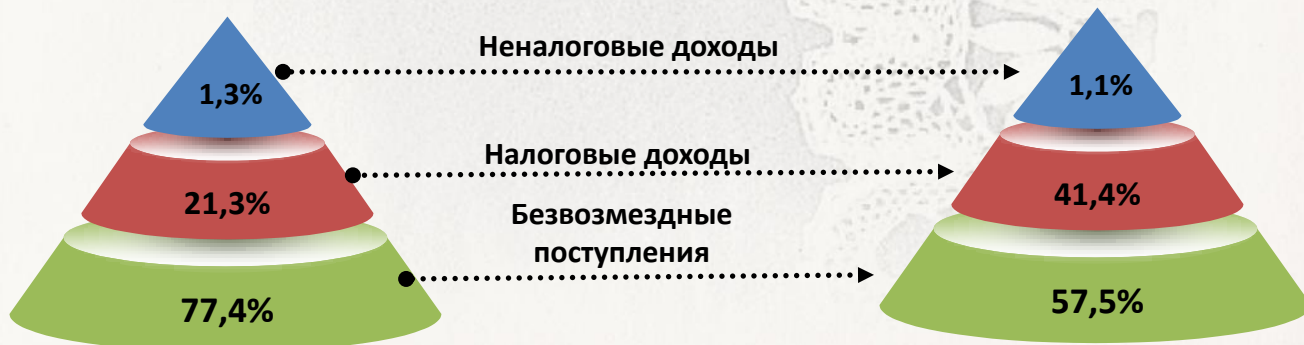 Неналоговые доходы
1,3%
1,1%
Налоговые доходы
21,3%
41,4%
Безвозмездные
поступления
77,4%
57,5%